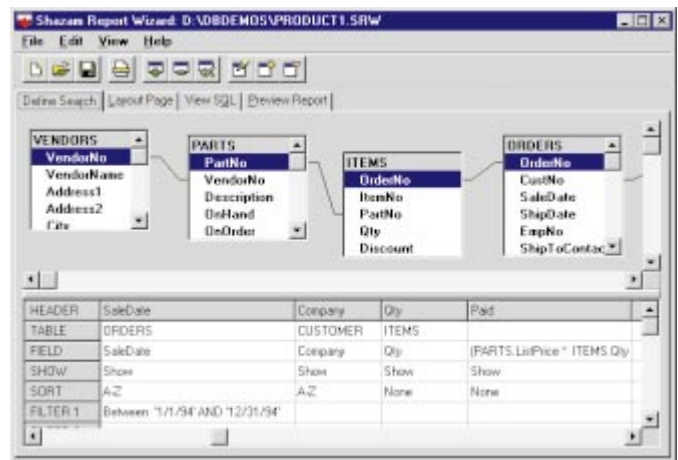 Shazam Report Wizard: D:\DBDEMOS\PRODUCT1.SRW
File Edit View Help
Define Search Layout Page View SQL Preview Report
VENDORS
VendorNo
VendorName
Address1
Address2
City
PARTS
PartNo
VendorNo
Description
OnHand
OnOrder
ITEMS
OrderNo
ItemNo
PartNo
Qty
Discount
ORDERS
OrderNo
CustNo
SaleDate
ShipDate
EmpNo
ShipToContac
HEADER SaleDate Company Qty Paid
TABLE ORDERS CUSTOMER ITEMS
FIELD SaleDate Company Qty (PARTS.ListPrice * ITEMS.Qty
SHOW Show Show Show Show
SORT A-Z A-Z None None
FILTER 1 Between '1/1/94' AND '12/31/94'